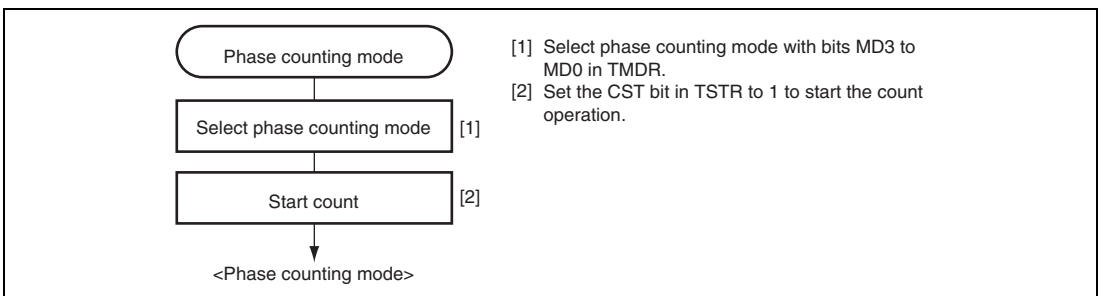 Phase counting mode
Select phase counting mode [1]
Start count [2]
<Phase counting mode>
[1] Select phase counting mode with bits MD3 to
MD0 in TMDR.
[2] Set the CST bit in TSTR to 1 to start the count
operation.